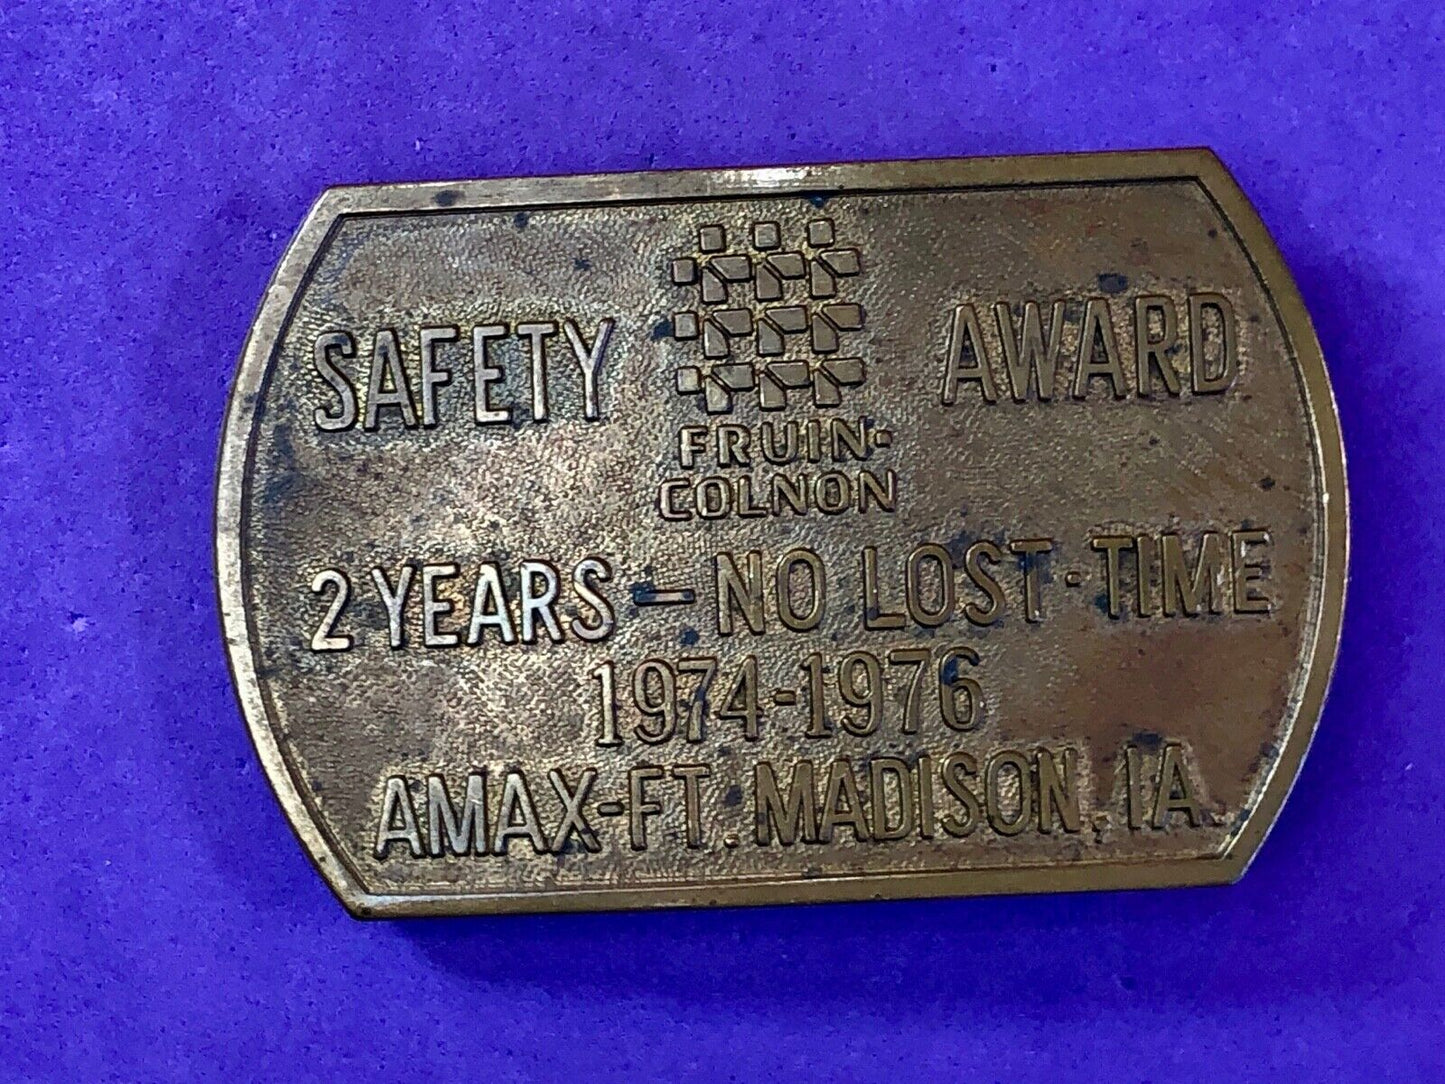 SAFETY AWARD
FRUIN-
COLNON
2 YEARS - NO LOST-TIME
1974-1976
AMAX-FT. MADISON, IA.